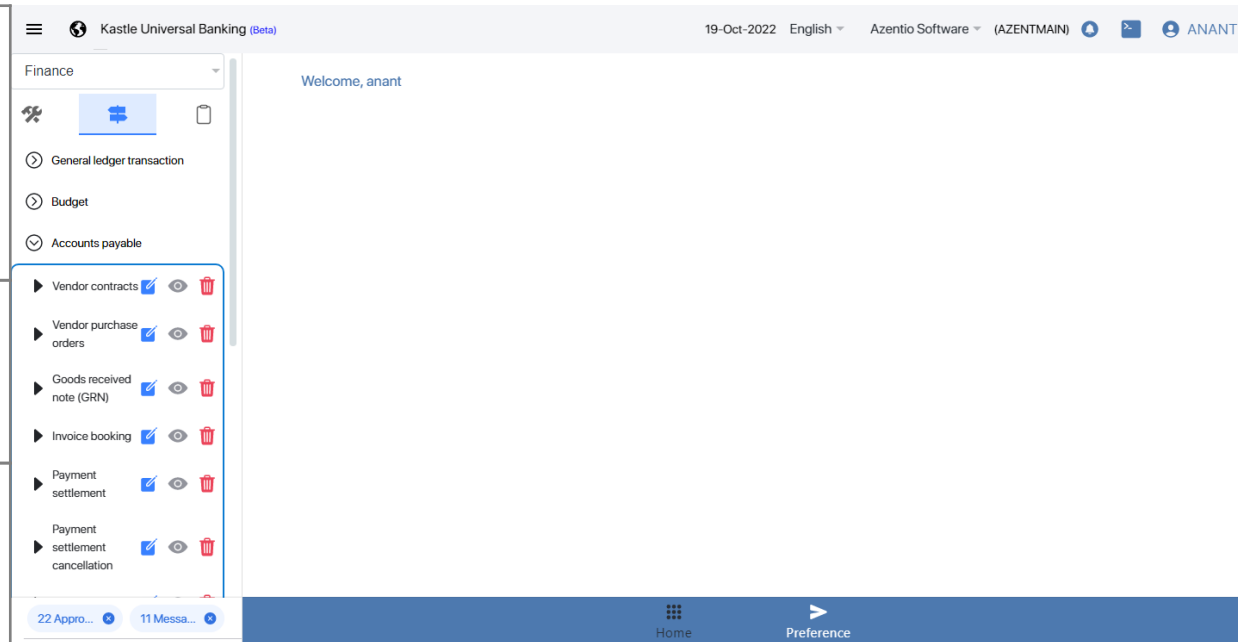 Kastle Universal Banking (Beta)
19-Oct-2022 English Azentio Software (AZENTMAIN) ANANT
Finance
Welcome, anant
General ledger transaction
Budget
Accounts payable
Vendor contracts
Vendor purchase
orders
Goods received
note (GRN)
Invoice booking
Payment
settlement
Payment
settlement
cancellation
22 Appro... 11 Messa...
Home Preference